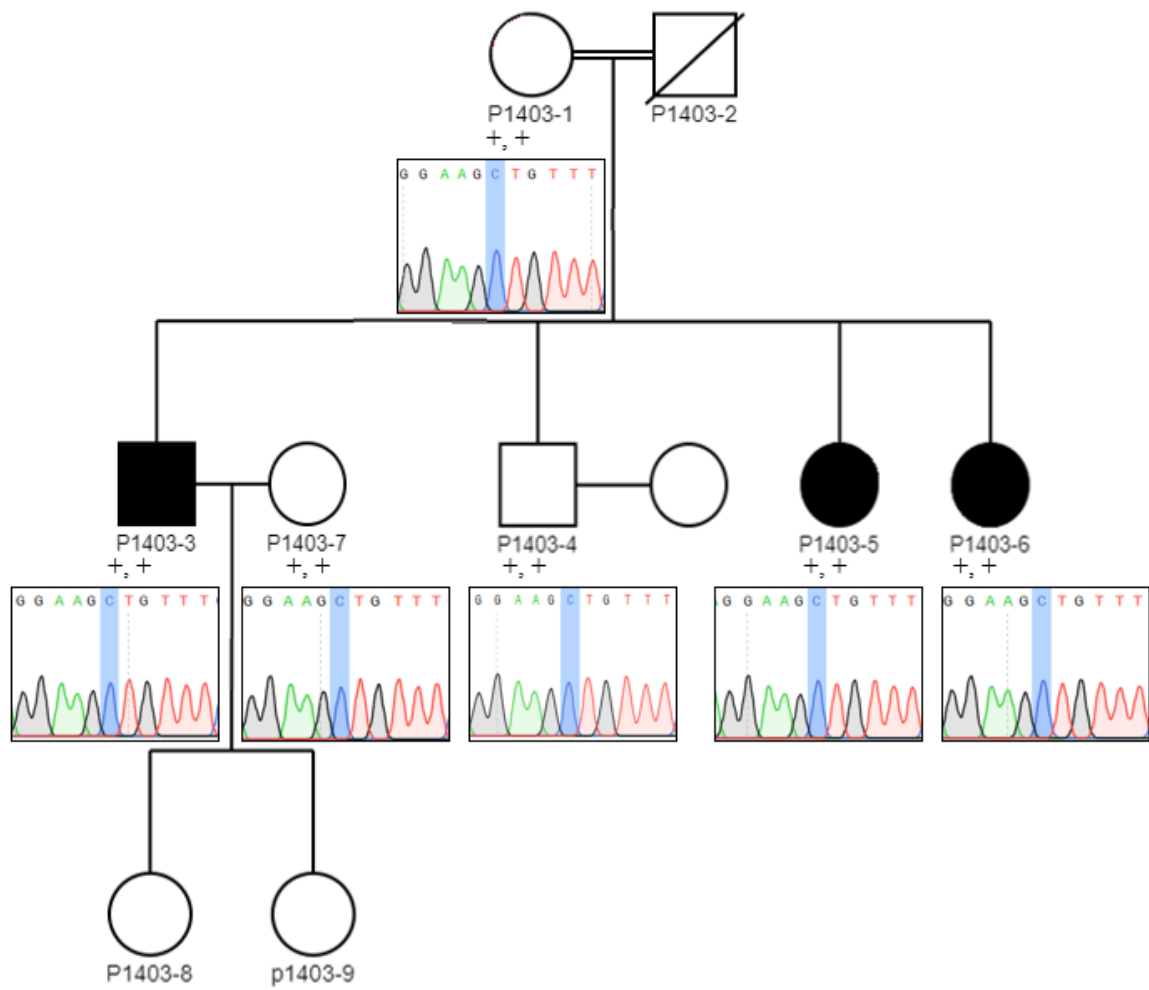 P1403-1 P1403-2
+, +
G G A A G C T G T T T
P1403-3 P1403-7 P1403-4 P1403-5 P1403-6
+, + +, + +, + +, + +, +
G G A A G C T G T T T G G A A G C T G T T T G G A A G C T G T T T G G A A G C T G T T T G G A A G C T G T T T
P1403-8 p1403-9